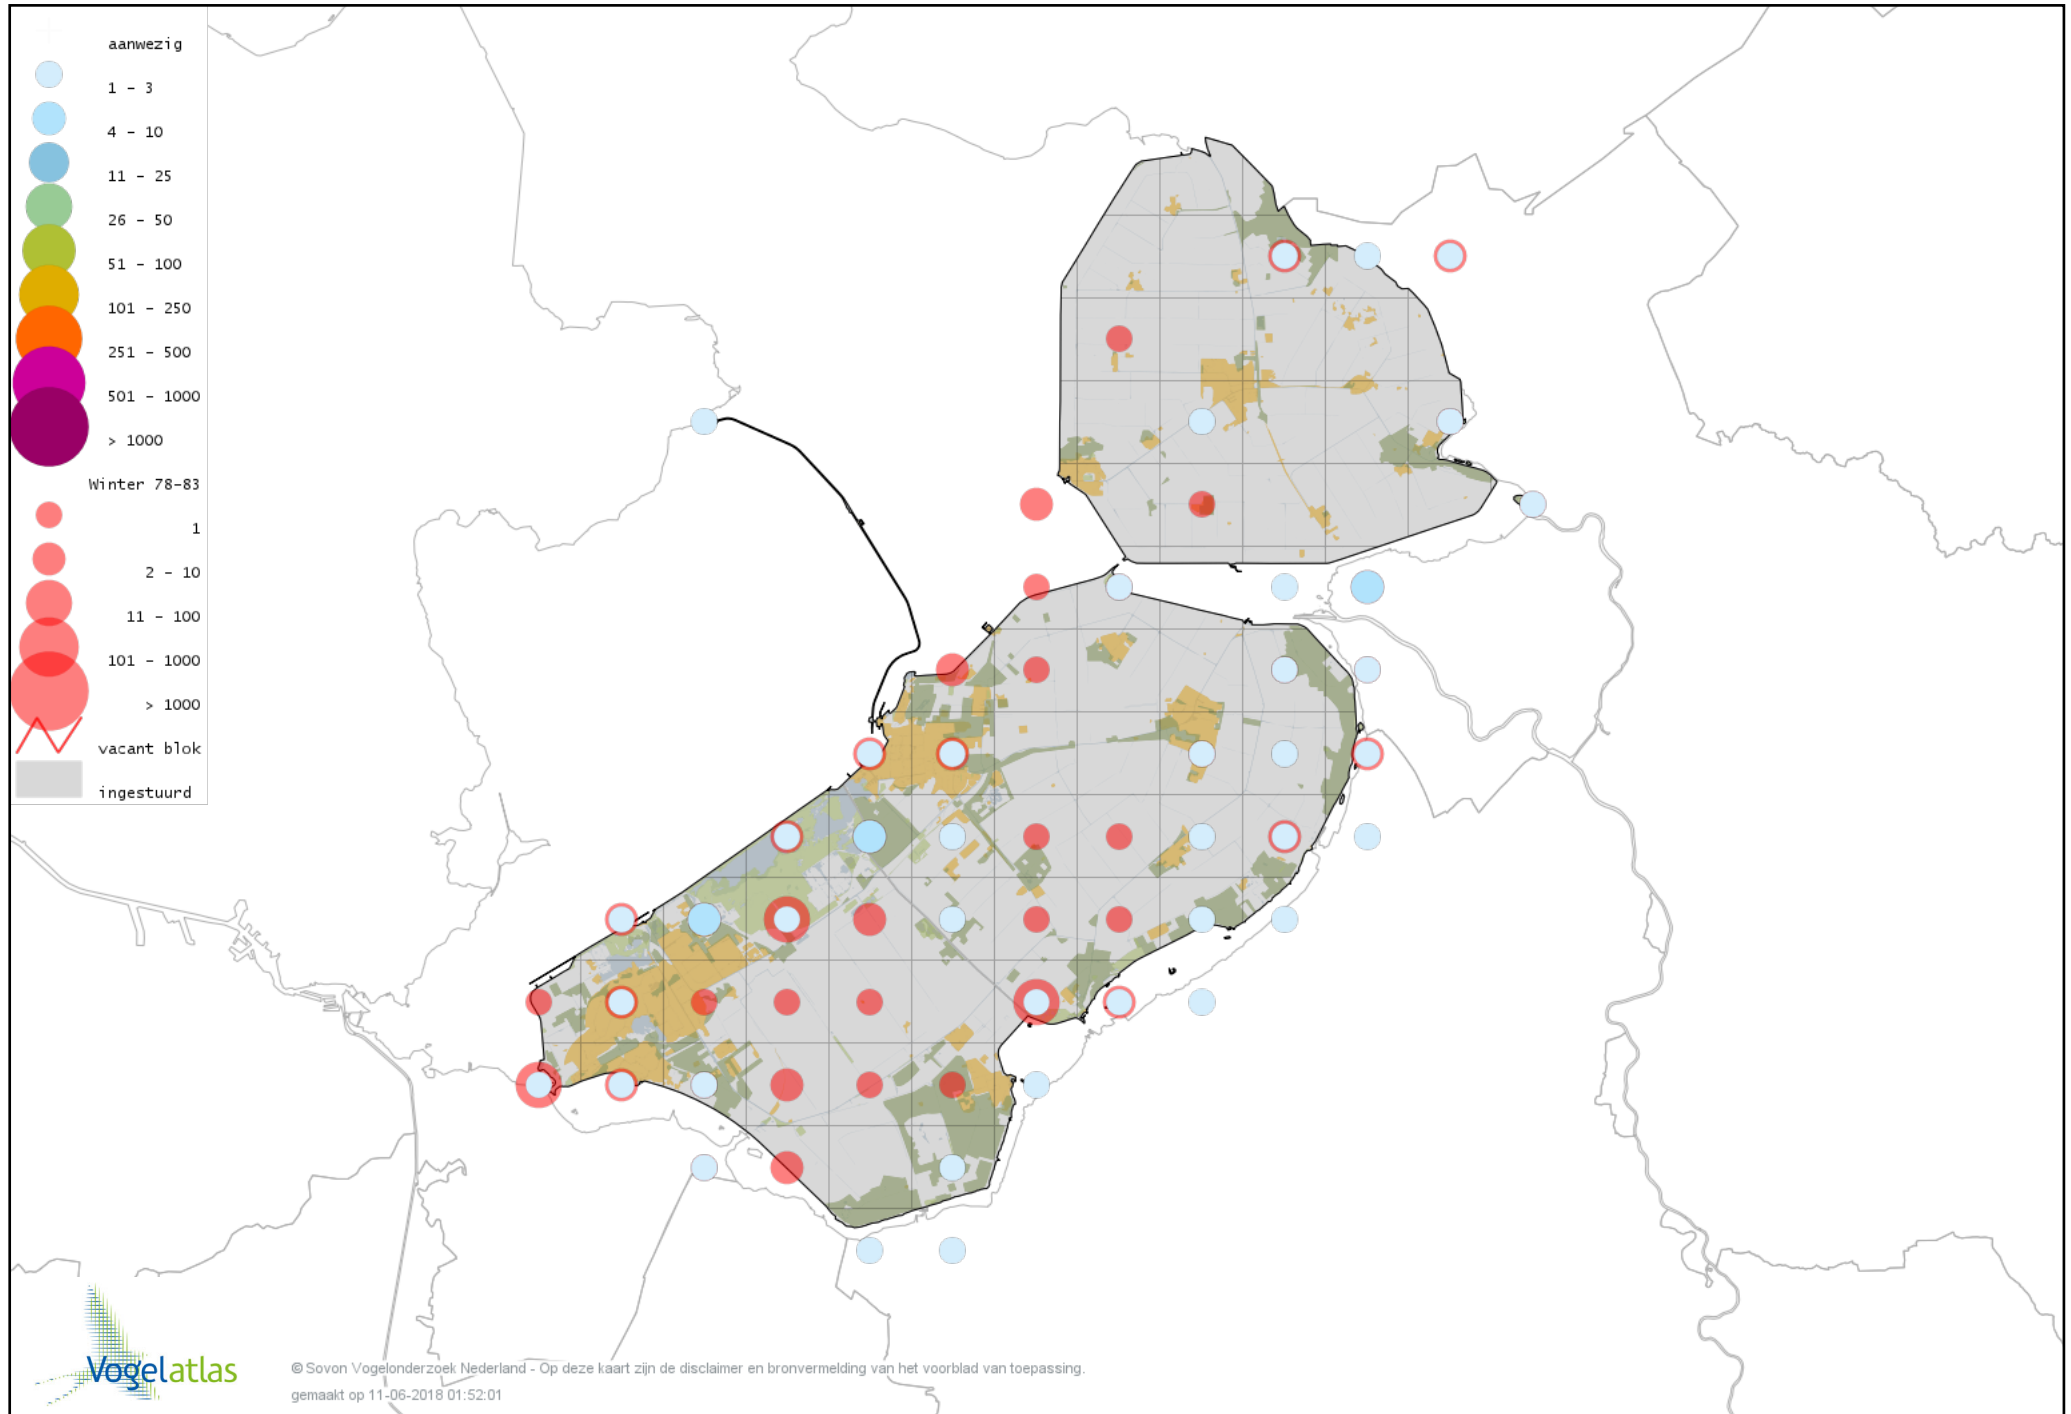 aanwezig
1 - 3
4 - 10
11 - 25
26 - 50
51 - 100
101 - 250
251 - 500
501 - 1000
> 1000
Winter 78-83
1
2 - 10
11 - 100
101 - 1000
> 1000
vacant blok
ingestuurd
Vogelatlas
© Sovon Vogelonderzoek Nederland - Op deze kaart zijn de disclaimer en bronvermelding van het voorblad van toepassing.
gemaakt op 11-06-2018 01:52:01